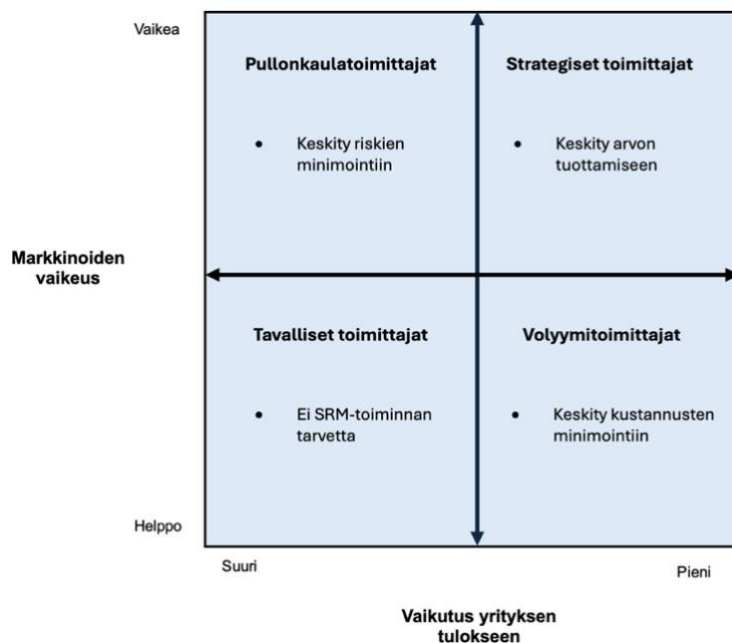 Vaikea
Pullonkaulatoimittajat
Strategiset toimittajat
• Keskity riskien
minimointiin
• Keskity arvon
tuottamiseen
Markkinoiden
vaikeus
Tavalliset toimittajat
Volyymitoimittajat
• Ei SRM-toiminnan
tarvetta
• Keskity kustannusten
minimointiin
Helppo
Suuri
Pieni
Vaikutus yrityksen
tulokseen